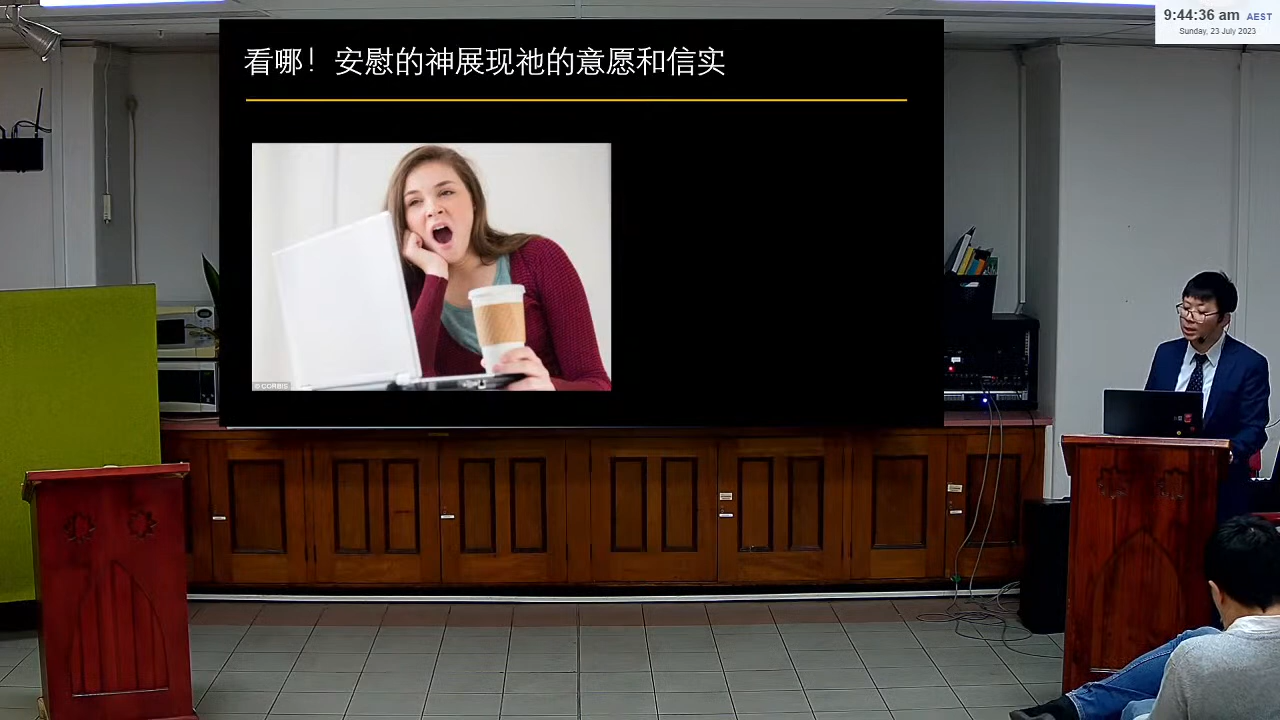 9:44:36 am AEST
Sunday, 23 July 2023
看哪！安慰的神展现祂的意愿和信实
© CORBIS